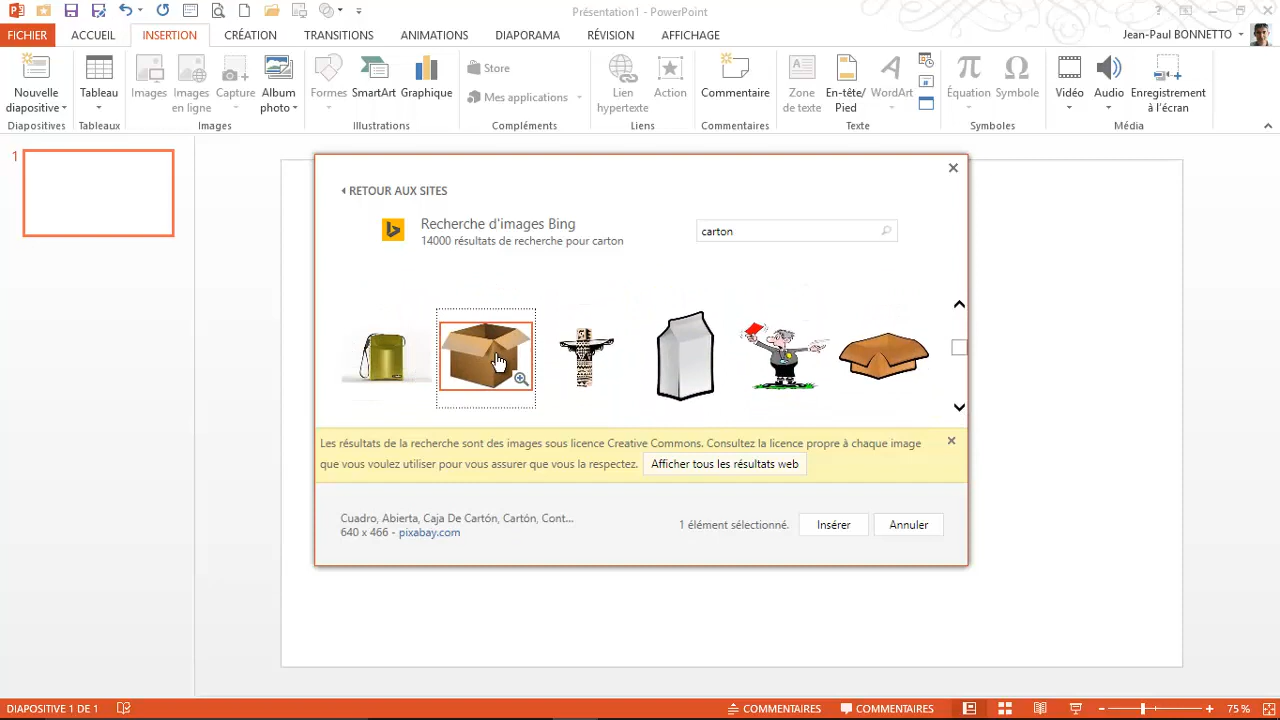 Présentation1 - PowerPoint
FICHIER ACCUEIL INSERTION CRÉATION TRANSITIONS ANIMATIONS DIAPORAMA RÉVISION AFFICHAGE Jean-Paul BONNETTO
Nouvelle diapositive
Tableau
Images
Images en ligne
Capture
Album photo
Formes
SmartArt
Graphique
Store
Mes applications
Lien hypertexte
Action
Commentaire
Zone de texte
En-tête/ Pied
WordArt
Équation
Symbole
Vidéo
Audio
Enregistrement à l'écran
Diapositives Tableaux Images Illustrations Compléments Liens Commentaires Texte Symboles Média
1
RETOUR AUX SITES
Recherche d'images Bing
14000 résultats de recherche pour carton
carton
Les résultats de la recherche sont des images sous licence Creative Commons. Consultez la licence propre à chaque image
que vous voulez utiliser pour vous assurer que vous la respectez. Afficher tous les résultats web
Cuadro, Abierta, Caja De Cartón, Cartón, Cont...
640 x 466 - pixabay.com
1 élément sélectionné. Insérer Annuler
DIAPOSITIVE 1 DE 1 COMMENTAIRES COMMENTAIRES 75 %